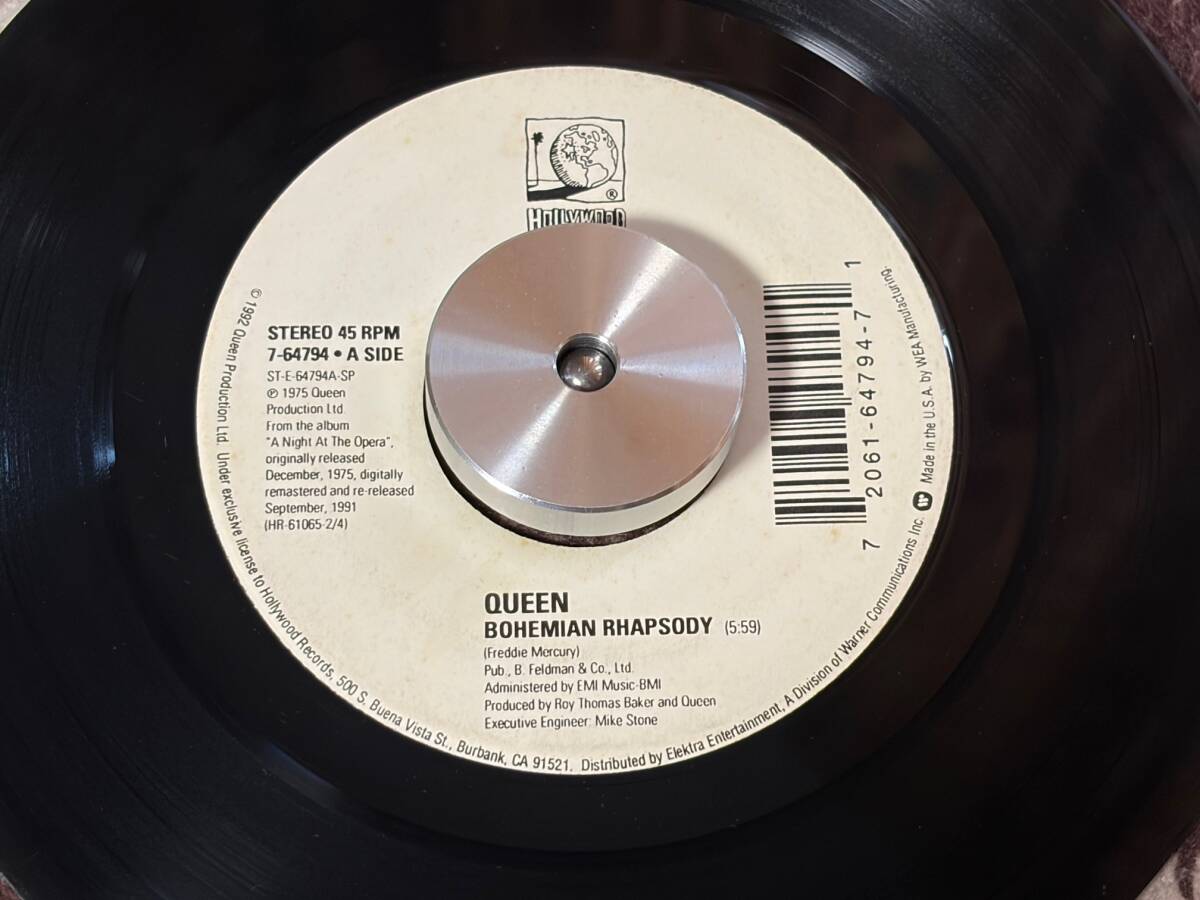 ®
HOLLYWOOD
STEREO 45 RPM
7-64794 • A SIDE
ST-E-64794A-SP
℗ 1975 Queen
Production Ltd.
From the album
"A Night At The Opera",
originally released
December, 1975, digitally
remastered and re-released
September, 1991
(HR-61065-2/4)
7 2061-64794-7 1
QUEEN
BOHEMIAN RHAPSODY (5:59)
(Freddie Mercury)
Pub., B. Feldman & Co., Ltd.
Administered by EMI Music-BMI
Produced by Roy Thomas Baker and Queen
Executive Engineer: Mike Stone
© 1992 Queen Production Ltd. Under exclusive license to Hollywood Records, 500 S. Buena Vista St., Burbank, CA 91521. Distributed by Elektra Entertainment, A Division of Warner Communications Inc. Made in the U.S.A. by WEA Manufacturing.